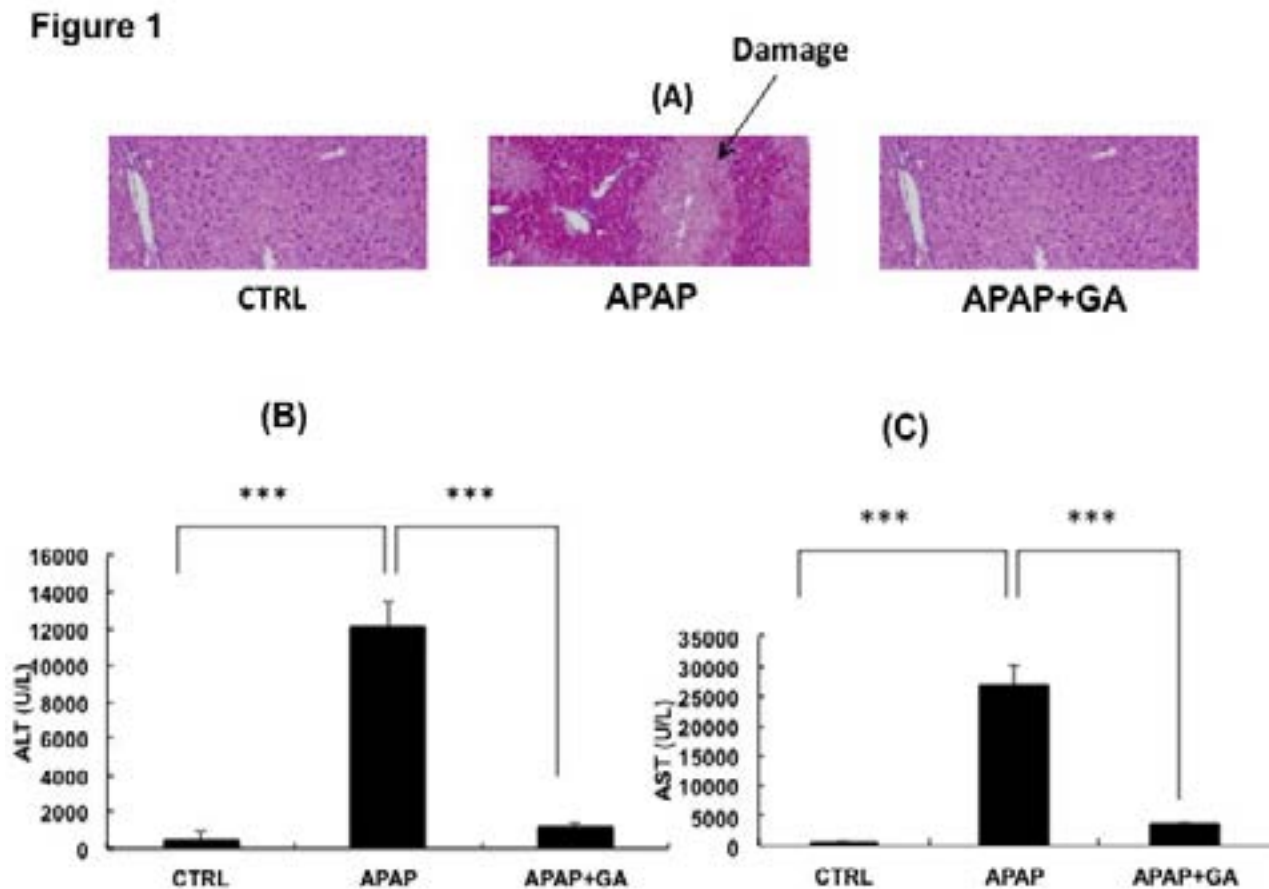 Figure 1
Damage
(A)
CTRL
APAP
APAP+GA
(B)
***
***
16000
14000
12000
10000
8000
6000
4000
2000
0
ALT (U/L)
CTRL
APAP
APAP+GA
(C)
***
***
35000
30000
25000
20000
15000
10000
5000
0
AST (U/L)
CTRL
APAP
APAP+GA